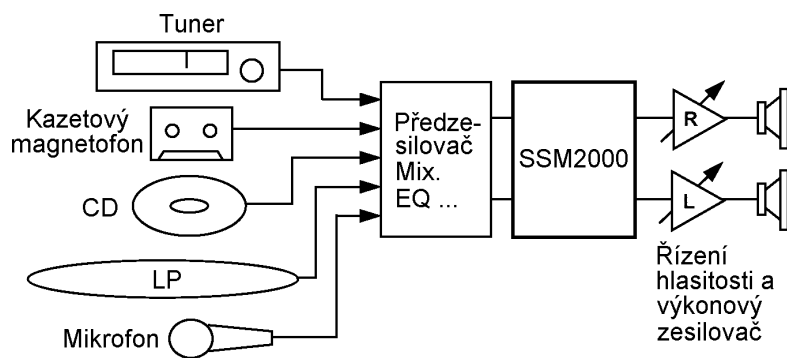 Tuner
Kazetový
magnetofon
CD
LP
Mikrofon
Předze-
silovač
Mix.
EQ ...
SSM2000
R
L
Řízení
hlasitosti a
výkonový
zesilovač